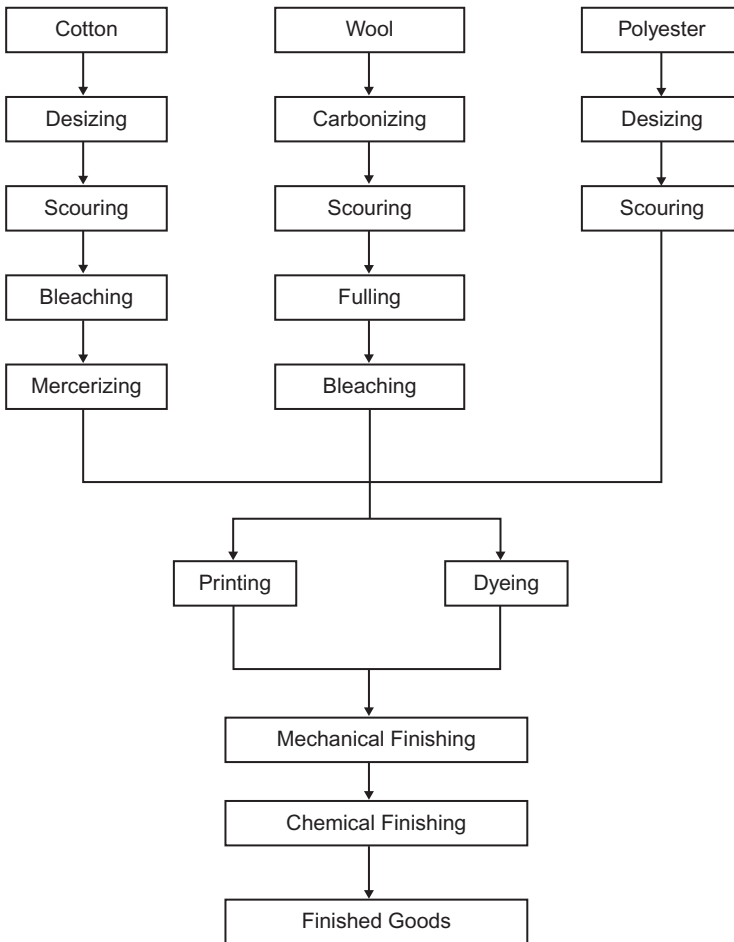 Cotton
Wool
Polyester
Desizing
Carbonizing
Desizing
Scouring
Scouring
Scouring
Bleaching
Fulling
Mercerizing
Bleaching
Printing
Dyeing
Mechanical Finishing
Chemical Finishing
Finished Goods